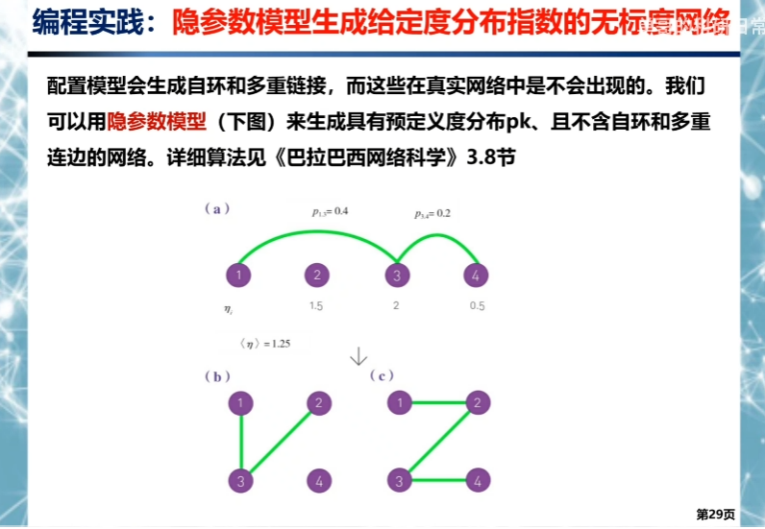 编程实践：隐参数模型生成给定度分布指数的无标度网络
配置模型会生成自环和多重链接，而这些在真实网络中是不会出现的。我们
可以用隐参数模型（下图）来生成具有预定义度分布pk、且不含自环和多重
连边的网络。详细算法见《巴拉巴西网络科学》3.8节
(a)
p₁,₃= 0.4
p₃,₄= 0.2
1 2 3 4
ηᵢ 1.5 2 0.5
〈η〉= 1.25
(b) (c)
1 2 1 2
3 4 3 4
第29页